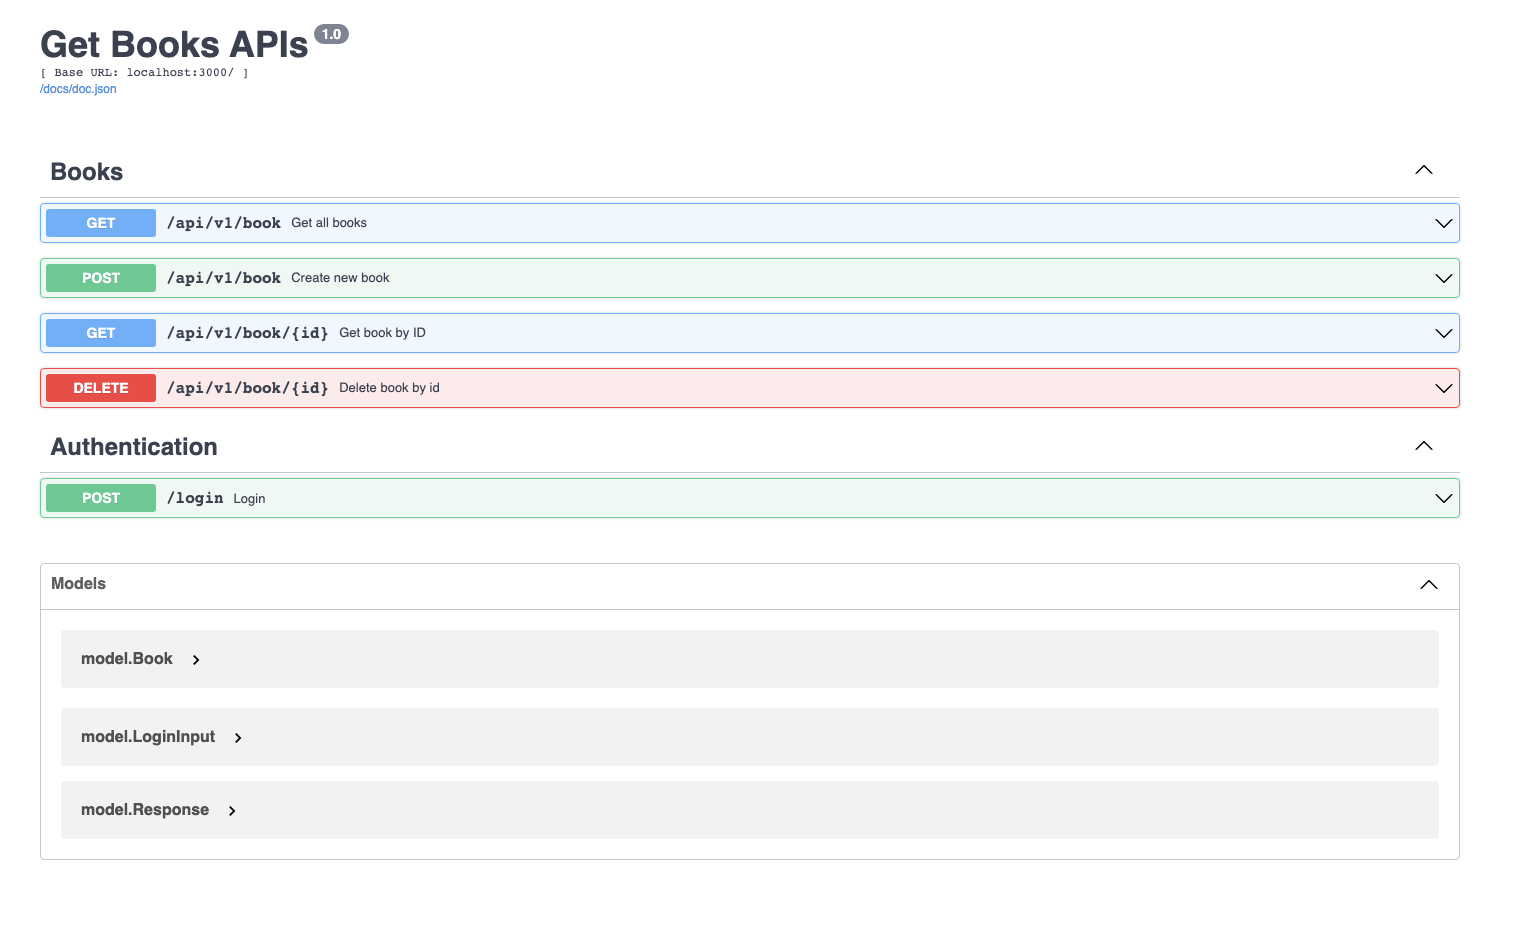 Get Books APIs 1.0
[ Base URL: localhost:3000/ ]
/docs/doc.json
Books
GET /api/v1/book Get all books
POST /api/v1/book Create new book
GET /api/v1/book/{id} Get book by ID
DELETE /api/v1/book/{id} Delete book by id
Authentication
POST /login Login
Models
model.Book
model.LoginInput
model.Response